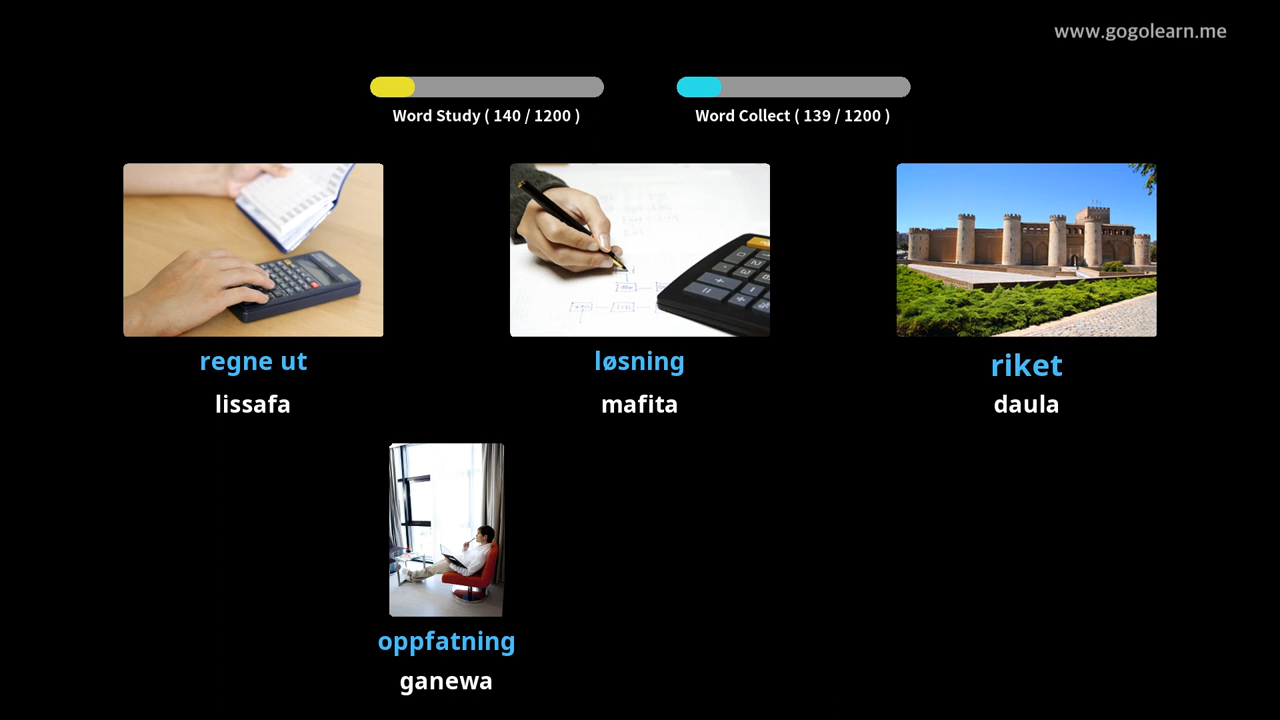 www.gogolearn.me
Word Study ( 140 / 1200 )
Word Collect ( 139 / 1200 )
regne ut
løsning
riket
lissafa
mafita
daula
oppfatning
ganewa